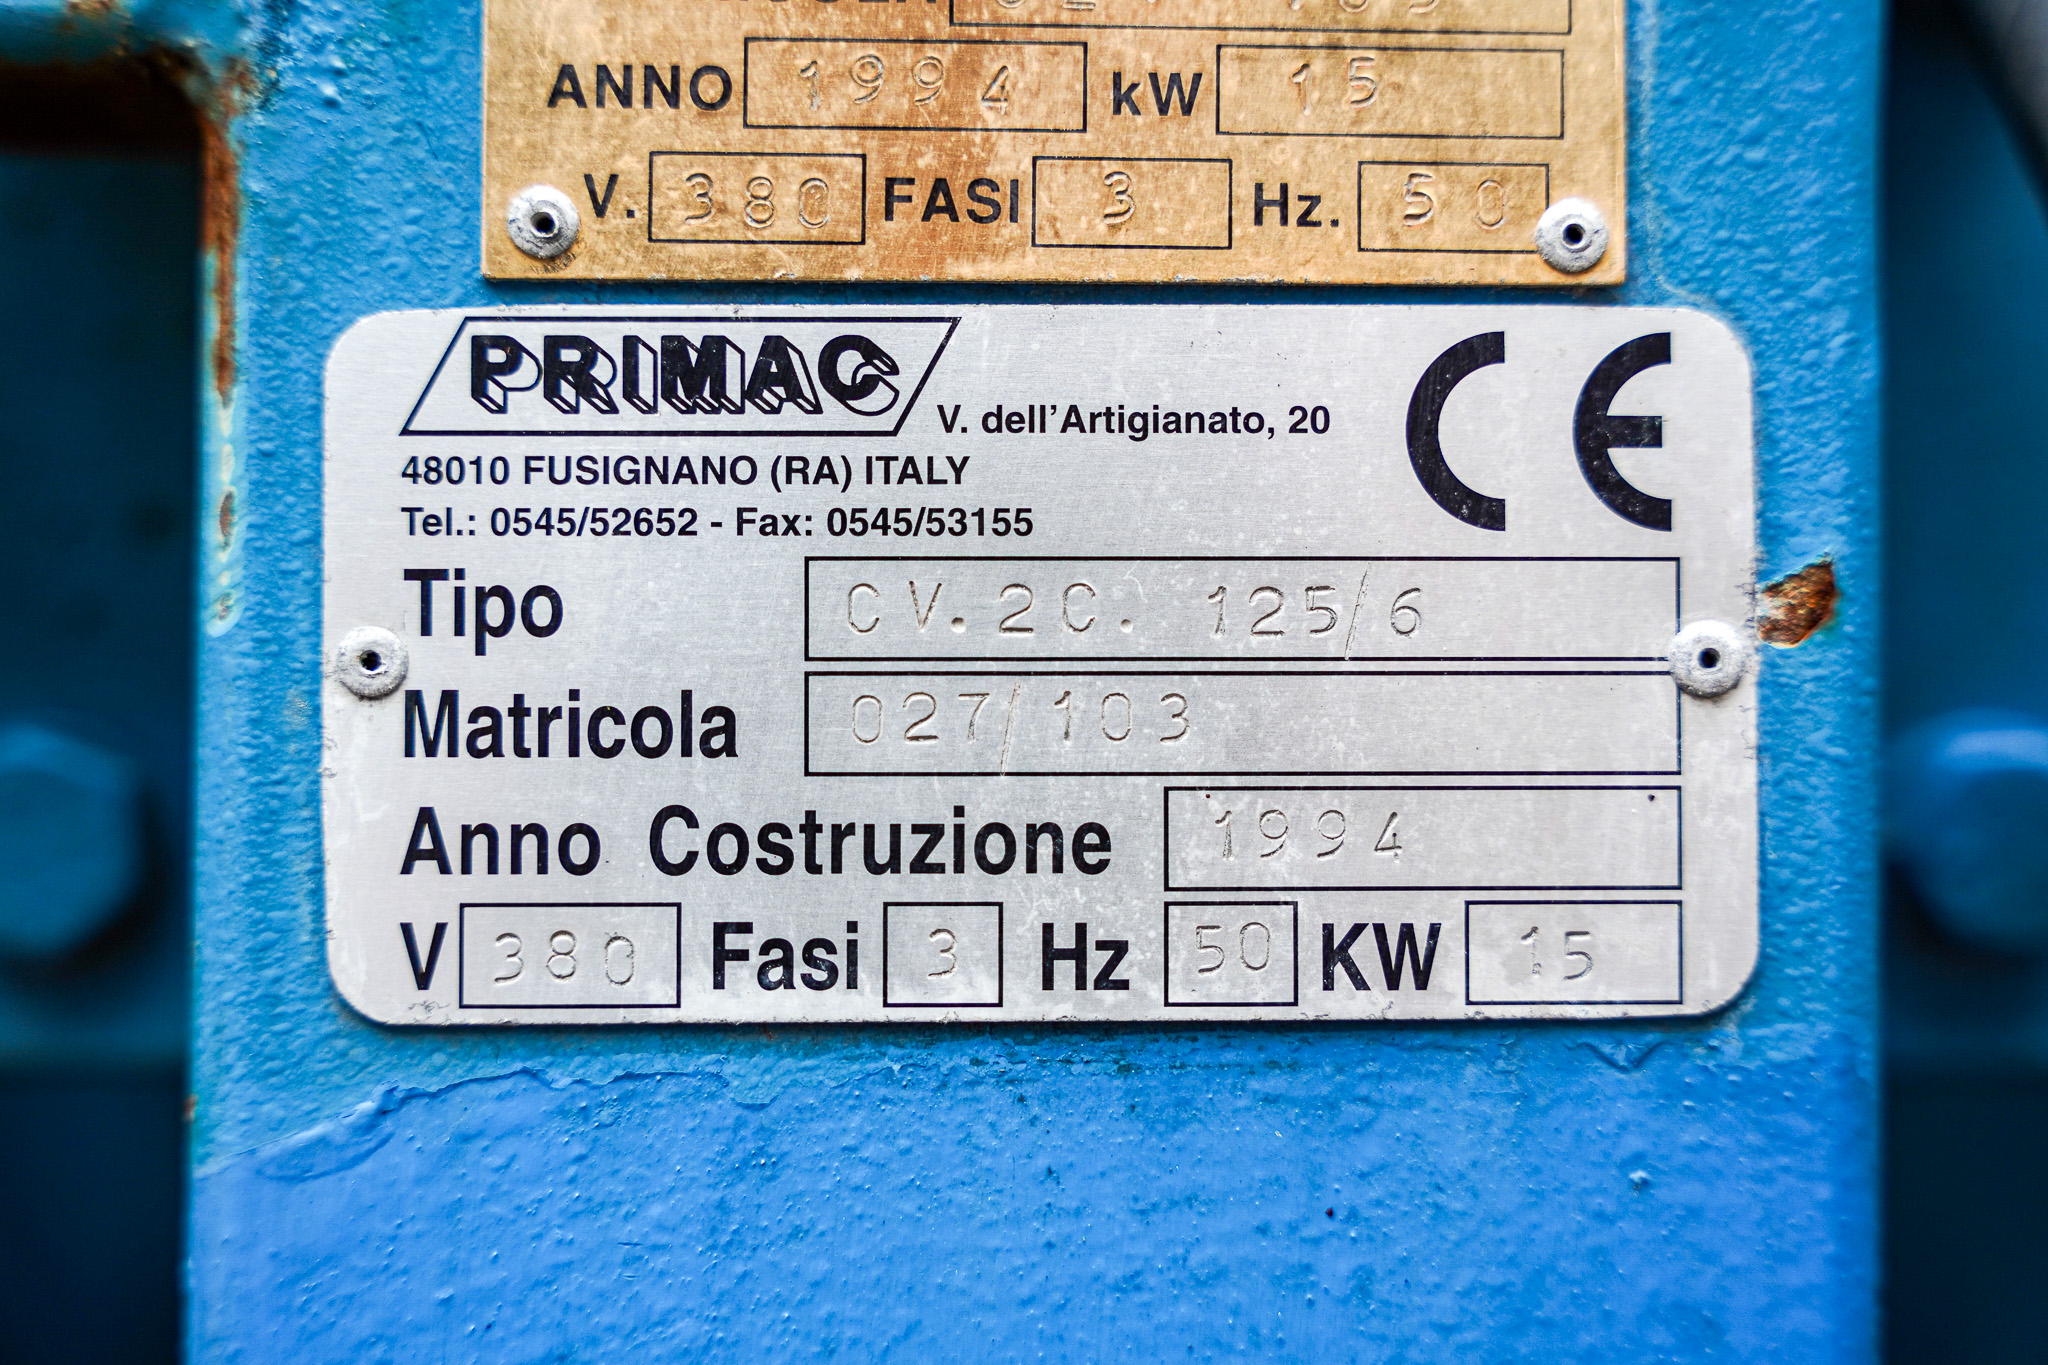 ANNO 1994 kW 15
V. 380 FASI 3 Hz. 50
PRIMAC V. dell'Artigianato, 20
48010 FUSIGNANO (RA) ITALY
Tel.: 0545/52652 - Fax: 0545/53155
CE
Tipo CV.2C. 125/6
Matricola 027/103
Anno Costruzione 1994
V 380 Fasi 3 Hz 50 KW 15